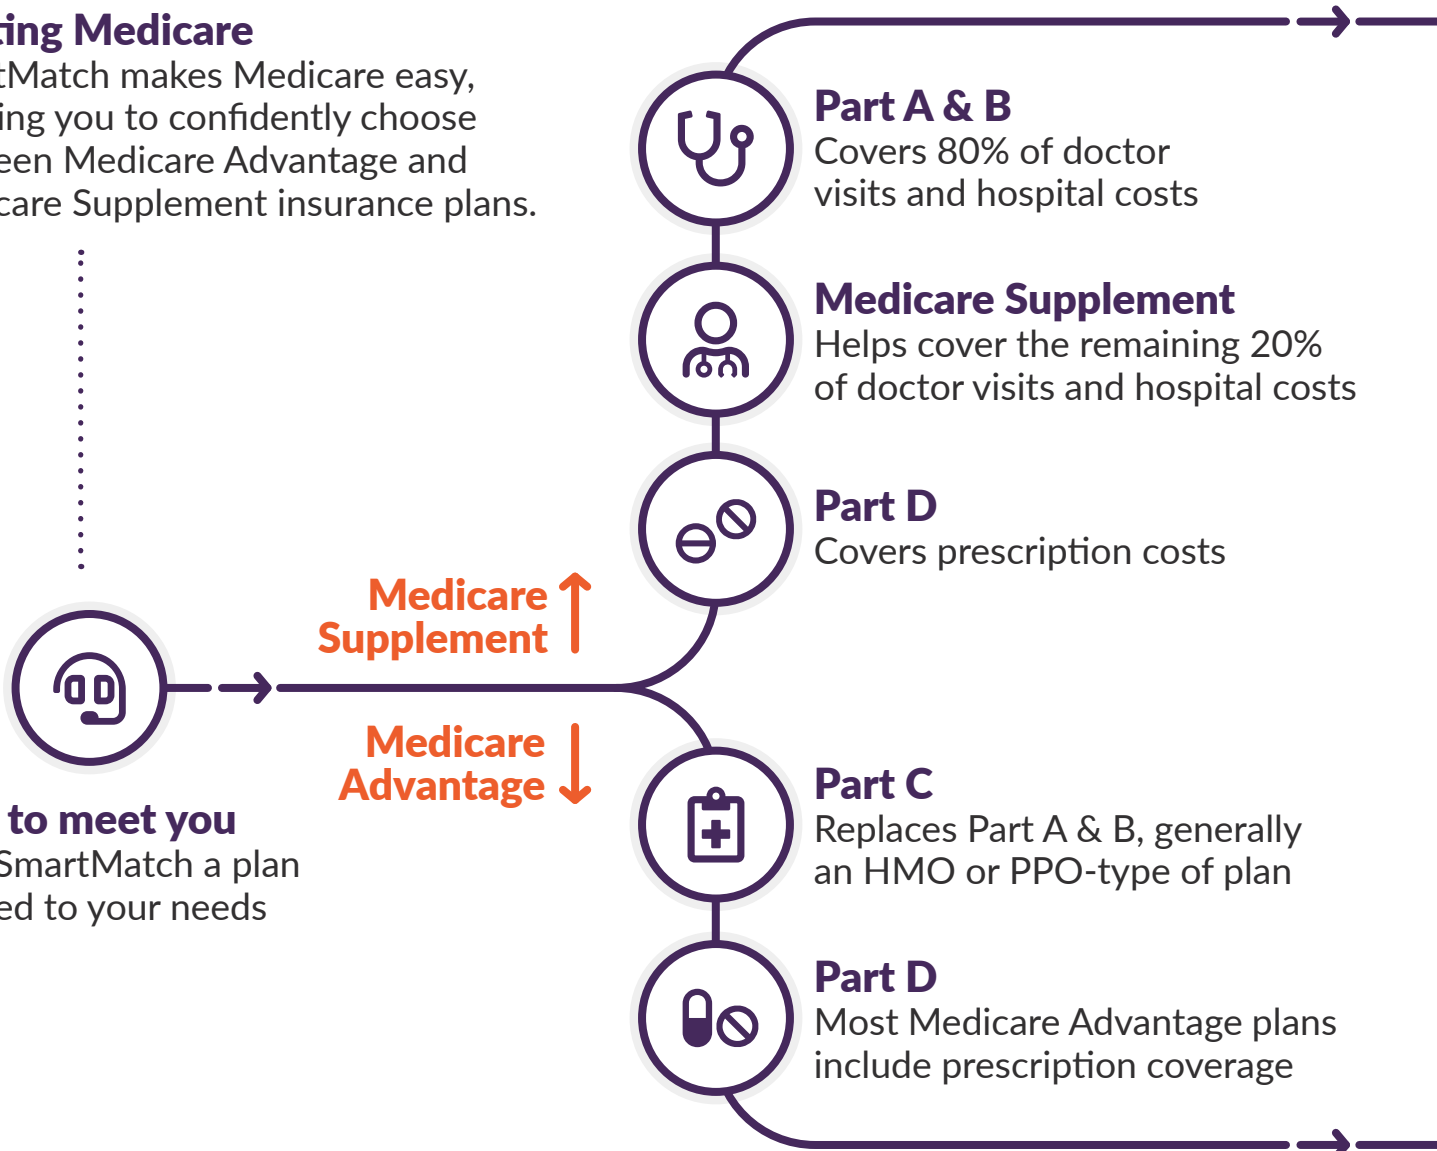 ting Medicare
tMatch makes Medicare easy,
ing you to confidently choose
een Medicare Advantage and
care Supplement insurance plans.
Part A & B
Covers 80% of doctor
visits and hospital costs
Medicare Supplement
Helps cover the remaining 20%
of doctor visits and hospital costs
Part D
Covers prescription costs
Medicare
Supplement
Medicare
Advantage
to meet you
SmartMatch a plan
ed to your needs
Part C
Replaces Part A & B, generally
an HMO or PPO-type of plan
Part D
Most Medicare Advantage plans
include prescription coverage